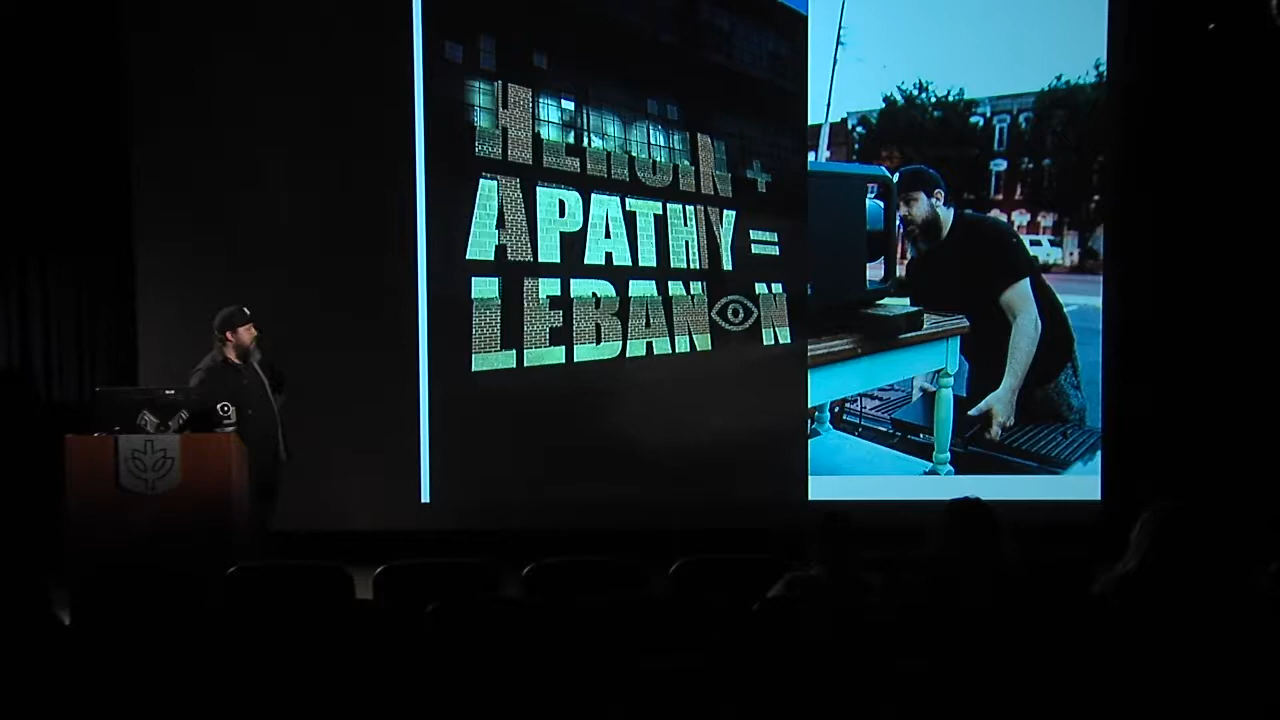 HEROIN +
APATHY =
LEBANON